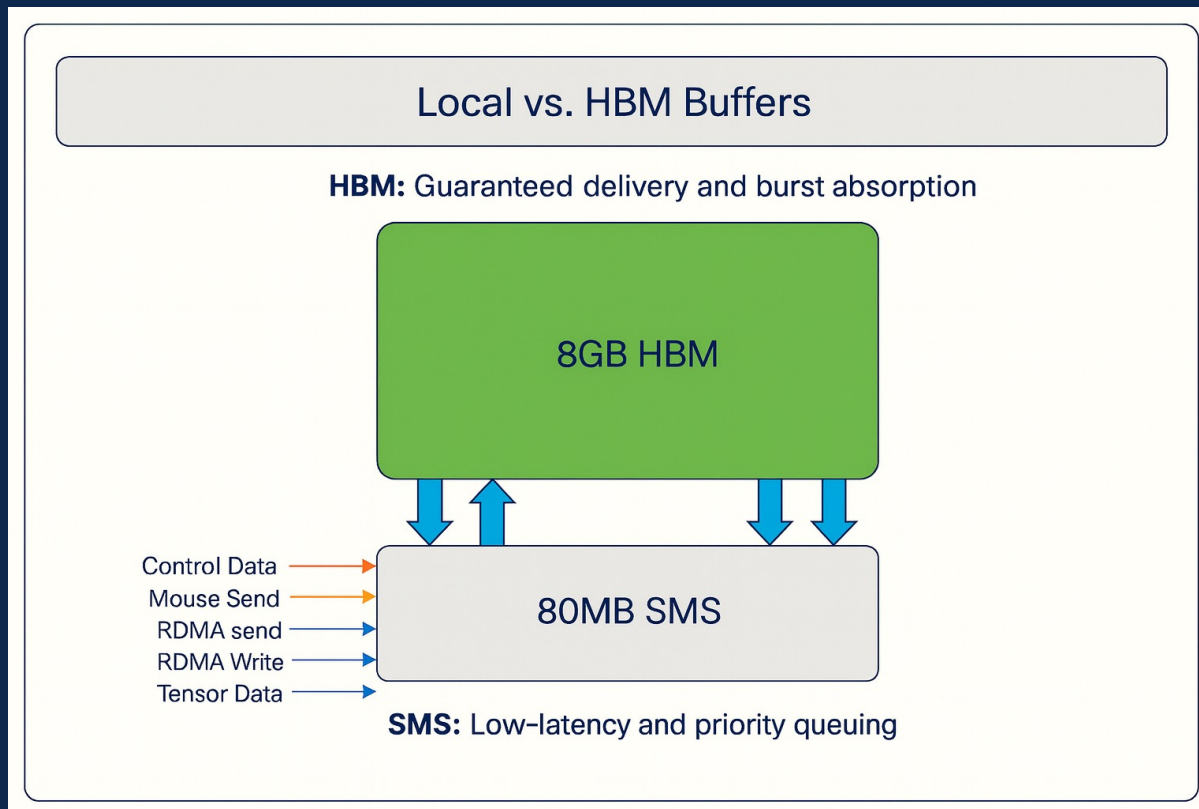 Local vs. HBM Buffers
HBM: Guaranteed delivery and burst absorption
8GB HBM
Control Data
Mouse Send
RDMA send
RDMA Write
Tensor Data
80MB SMS
SMS: Low-latency and priority queuing